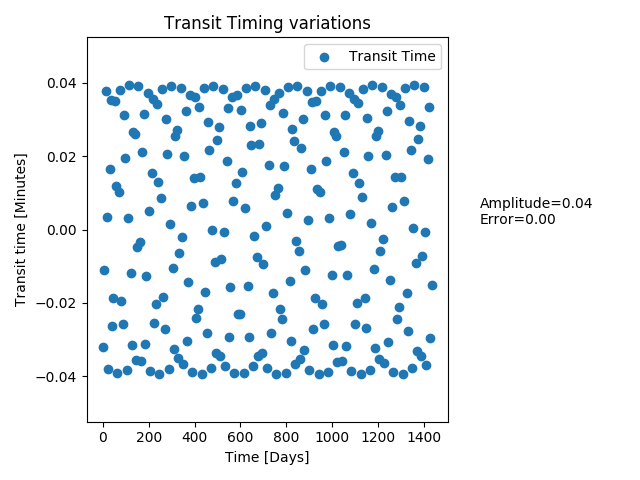 Transit Timing variations
Transit Time
Transit time [Minutes]
0.04
0.02
0.00
−0.02
−0.04
Amplitude=0.04
Error=0.00
0 200 400 600 800 1000 1200 1400
Time [Days]